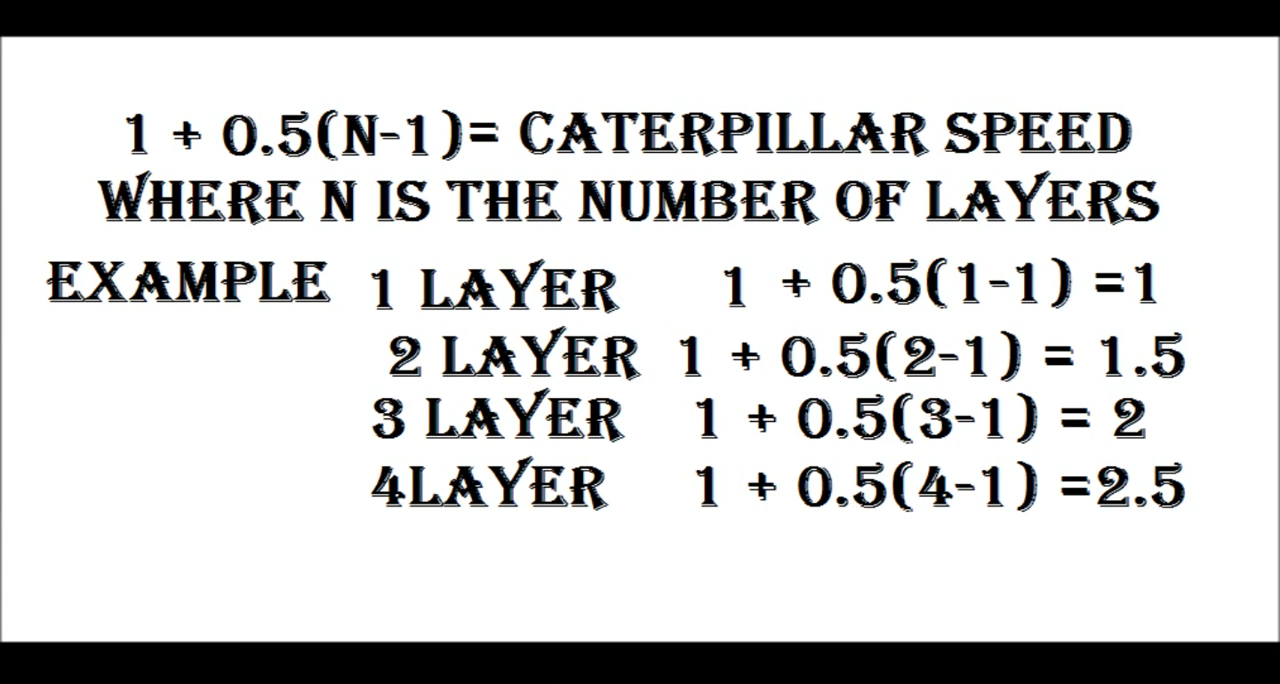 1 + 0.5(N-1)= CATERPILLAR SPEED
WHERE N IS THE NUMBER OF LAYERS
EXAMPLE 1 LAYER 1 + 0.5(1-1) =1
2 LAYER 1 + 0.5(2-1) = 1.5
3 LAYER 1 + 0.5(3-1) = 2
4LAYER 1 + 0.5(4-1) =2.5